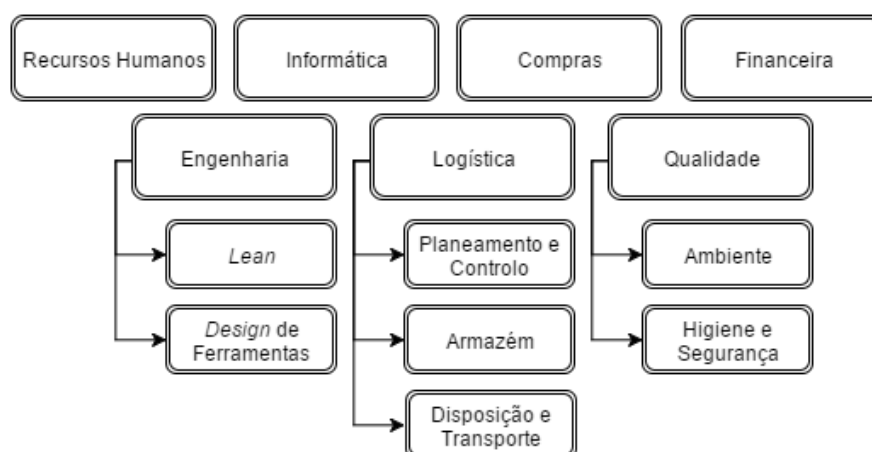 Recursos Humanos
Informática
Compras
Financeira
Engenharia
Logística
Qualidade
Lean
Planeamento e
Controlo
Ambiente
Design de
Ferramentas
Armazém
Higiene e
Segurança
Disposição e
Transporte